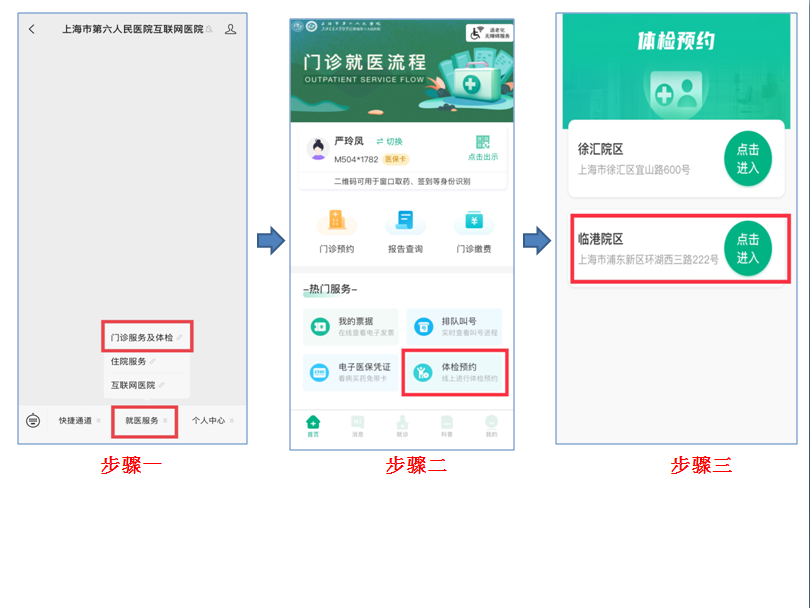 上海市第六人民医院互联网医院
门诊服务及体检
住院服务
互联网医院
快捷通道
就医服务
个人中心
步骤一
适老化
无障碍服务
门诊就医流程
OUTPATIENT SERVICE FLOW
严玲凤
切换
M504*1782
医保卡
点击出示
二维码可用于窗口取药、签到等身份识别
门诊预约
报告查询
门诊缴费
热门服务
我的票据
在线查看电子发票
排队叫号
实时查看叫号进程
电子医保凭证
看病买药免带卡
体检预约
线上进行体检预约
首页
消息
就诊
科普
我的
步骤二
体检预约
徐汇院区
上海市徐汇区宜山路600号
点击
进入
临港院区
上海市浦东新区环湖西三路222号
点击
进入
步骤三